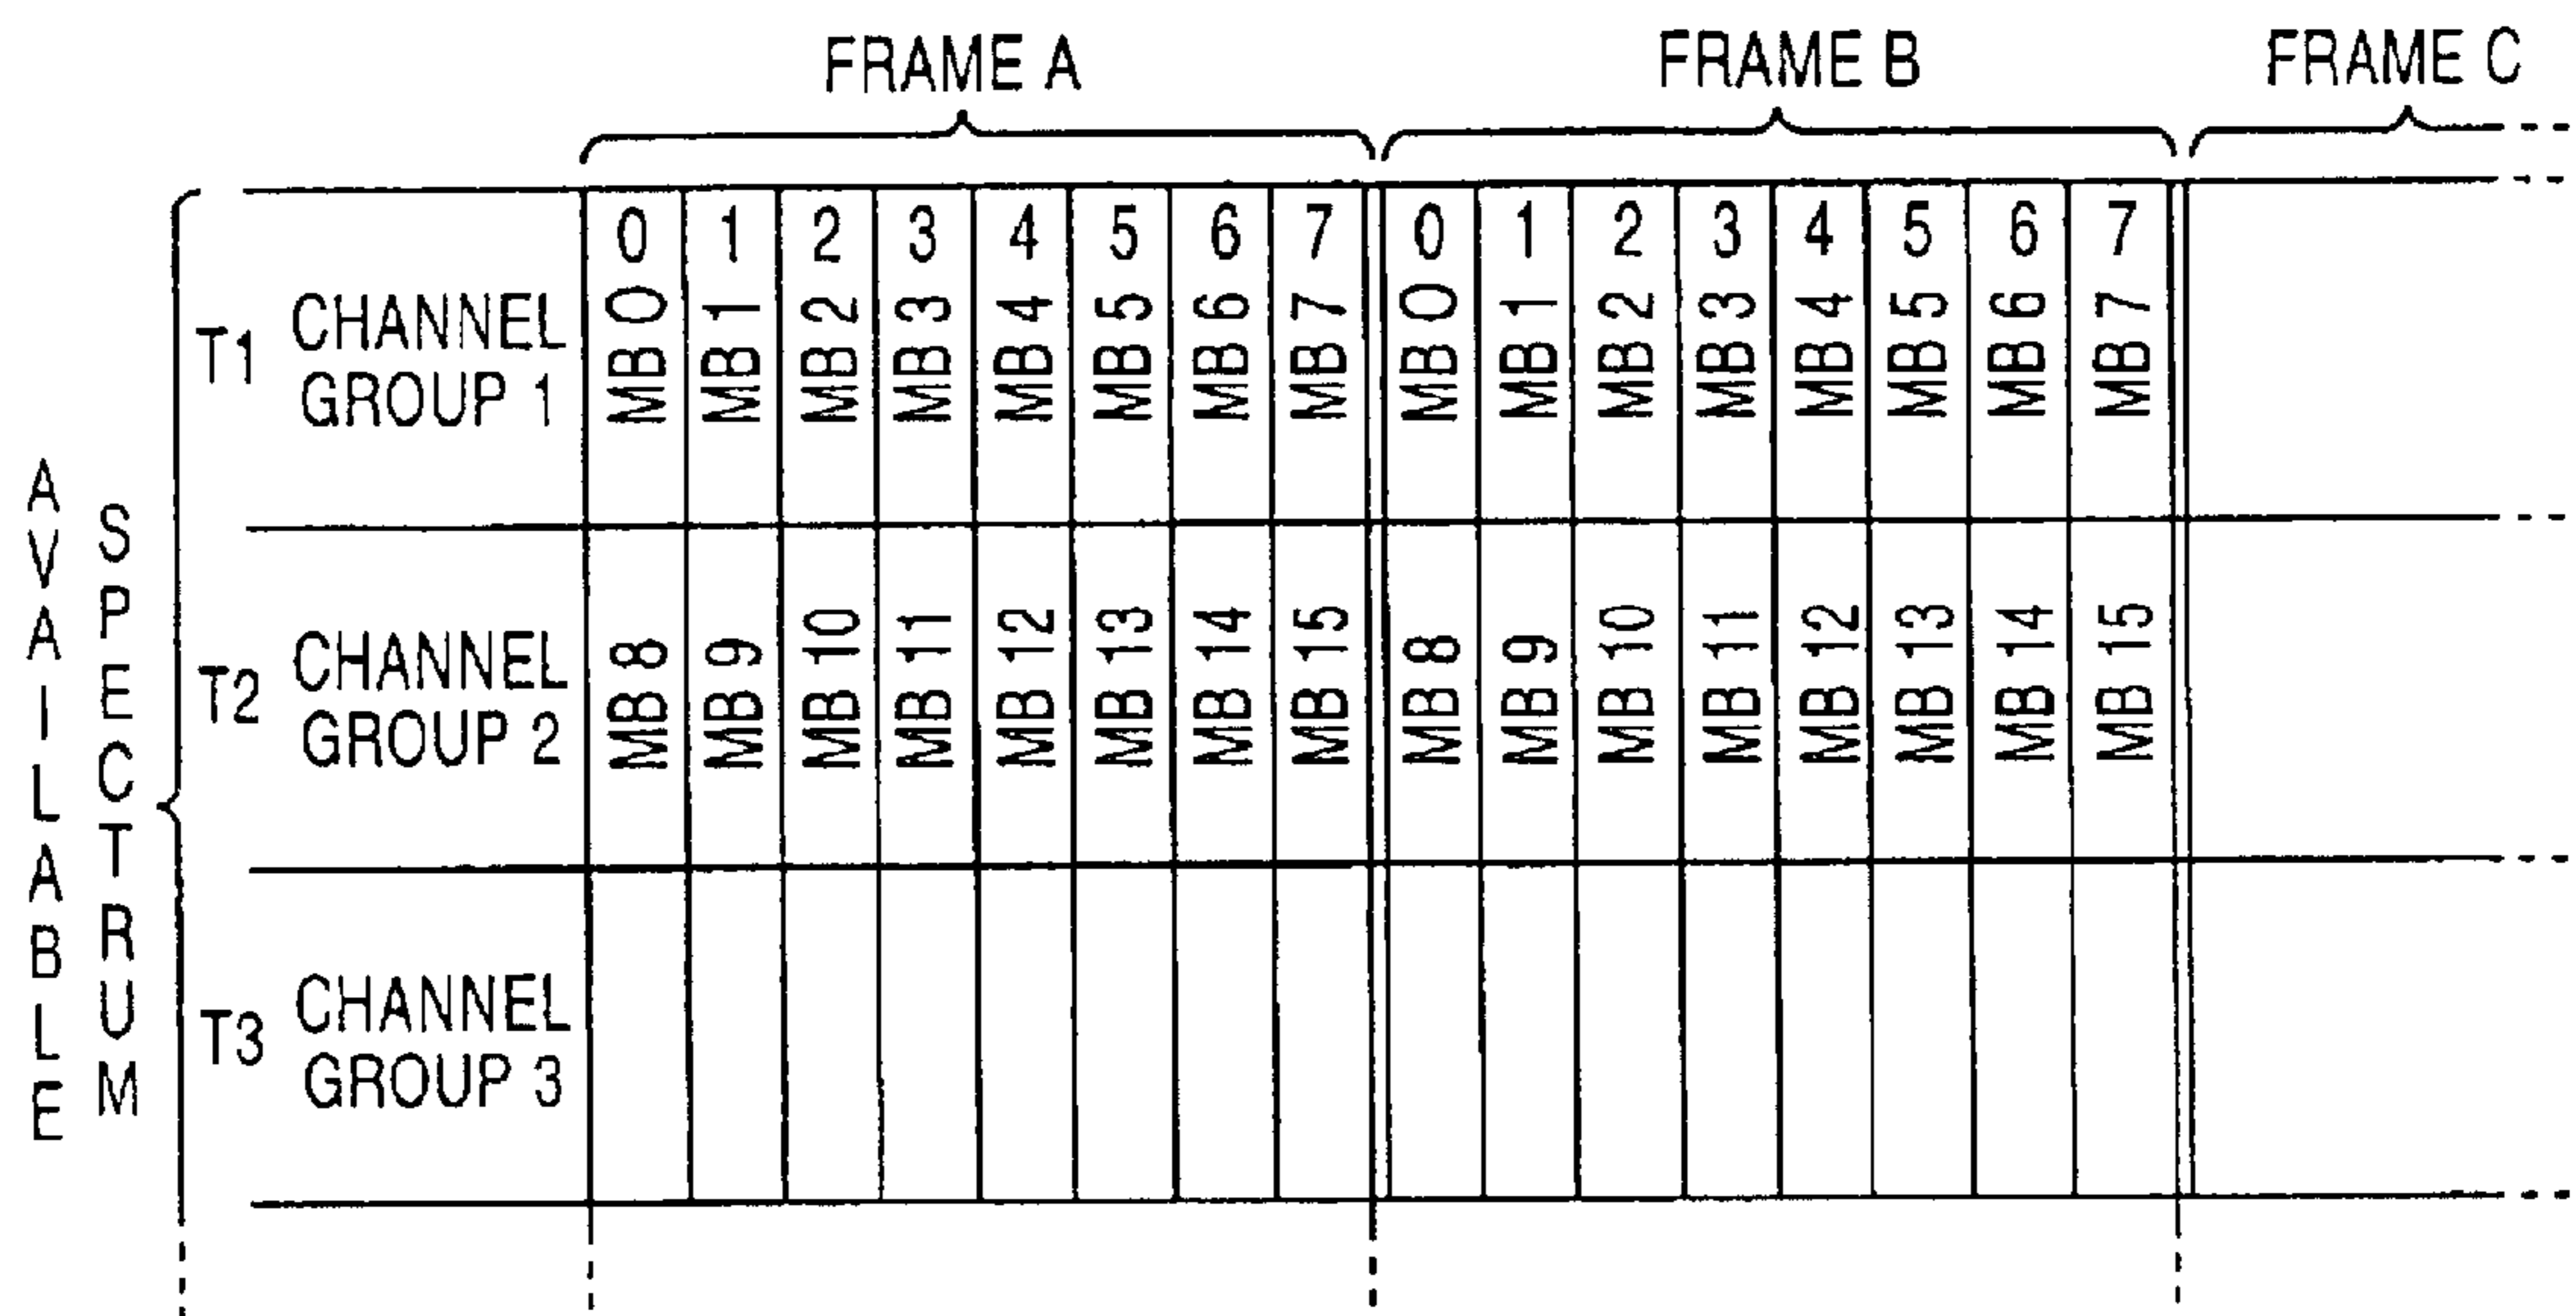 FRAME A FRAME B FRAME C
AVAILABLE
SPECTRUM
0 1 2 3 4 5 6 7 0 1 2 3 4 5 6 7
T1 CHANNEL GROUP 1 MB 0 MB 1 MB 2 MB 3 MB 4 MB 5 MB 6 MB 7 MB 0 MB 1 MB 2 MB 3 MB 4 MB 5 MB 6 MB 7
T2 CHANNEL GROUP 2 MB 8 MB 9 MB 10 MB 11 MB 12 MB 13 MB 14 MB 15 MB 8 MB 9 MB 10 MB 11 MB 12 MB 13 MB 14 MB 15
T3 CHANNEL GROUP 3